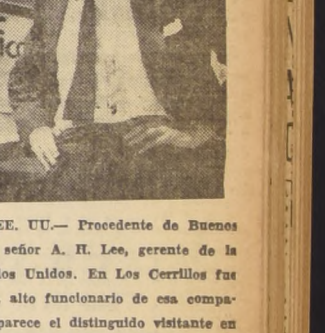 EE. UU.— Procedente de Buenos
señor A. H. Lee, gerente de la
os Unidos. En Los Cerrillos fue
alto funcionario de esa compa-
parece el distinguido visitante en